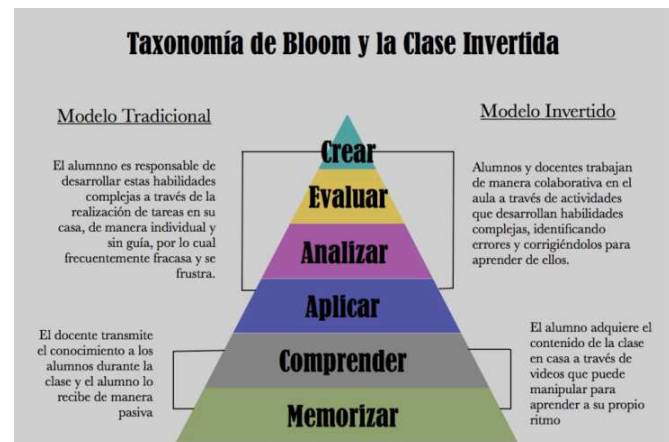 Taxonomía de Bloom y la Clase Invertida
Modelo Tradicional
El alumnno es responsable de
desarrollar estas habilidades
complejas a través de la
realización de tareas en su
casa, de manera individual y
sin guía, por lo cual
frecuentemente fracasa y se
frustra.
El docente transmite
el conocimiento a los
alumnos durante la
clase y el alumno lo
recibe de manera
pasiva
Crear
Evaluar
Analizar
Aplicar
Comprender
Memorizar
Modelo Invertido
Alumnos y docentes trabajan
de manera colaborativa en el
aula a través de actividades
que desarrollan habilidades
complejas, identificando
errores y corrigiéndolos para
aprender de ellos.
El alumno adquiere el
contenido de la clase
en casa a través de
videos que puede
manipular para
aprender a su propio
ritmo